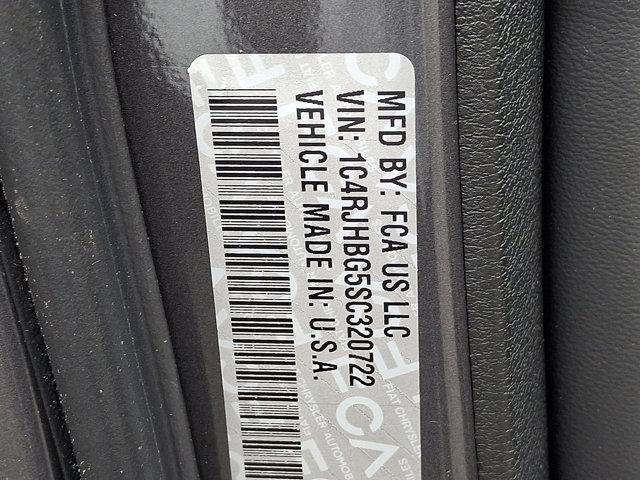 MFD BY: FCA US LLC
VIN: 1C4RJHBG5SC320722
VEHICLE MADE IN: U.S.A.